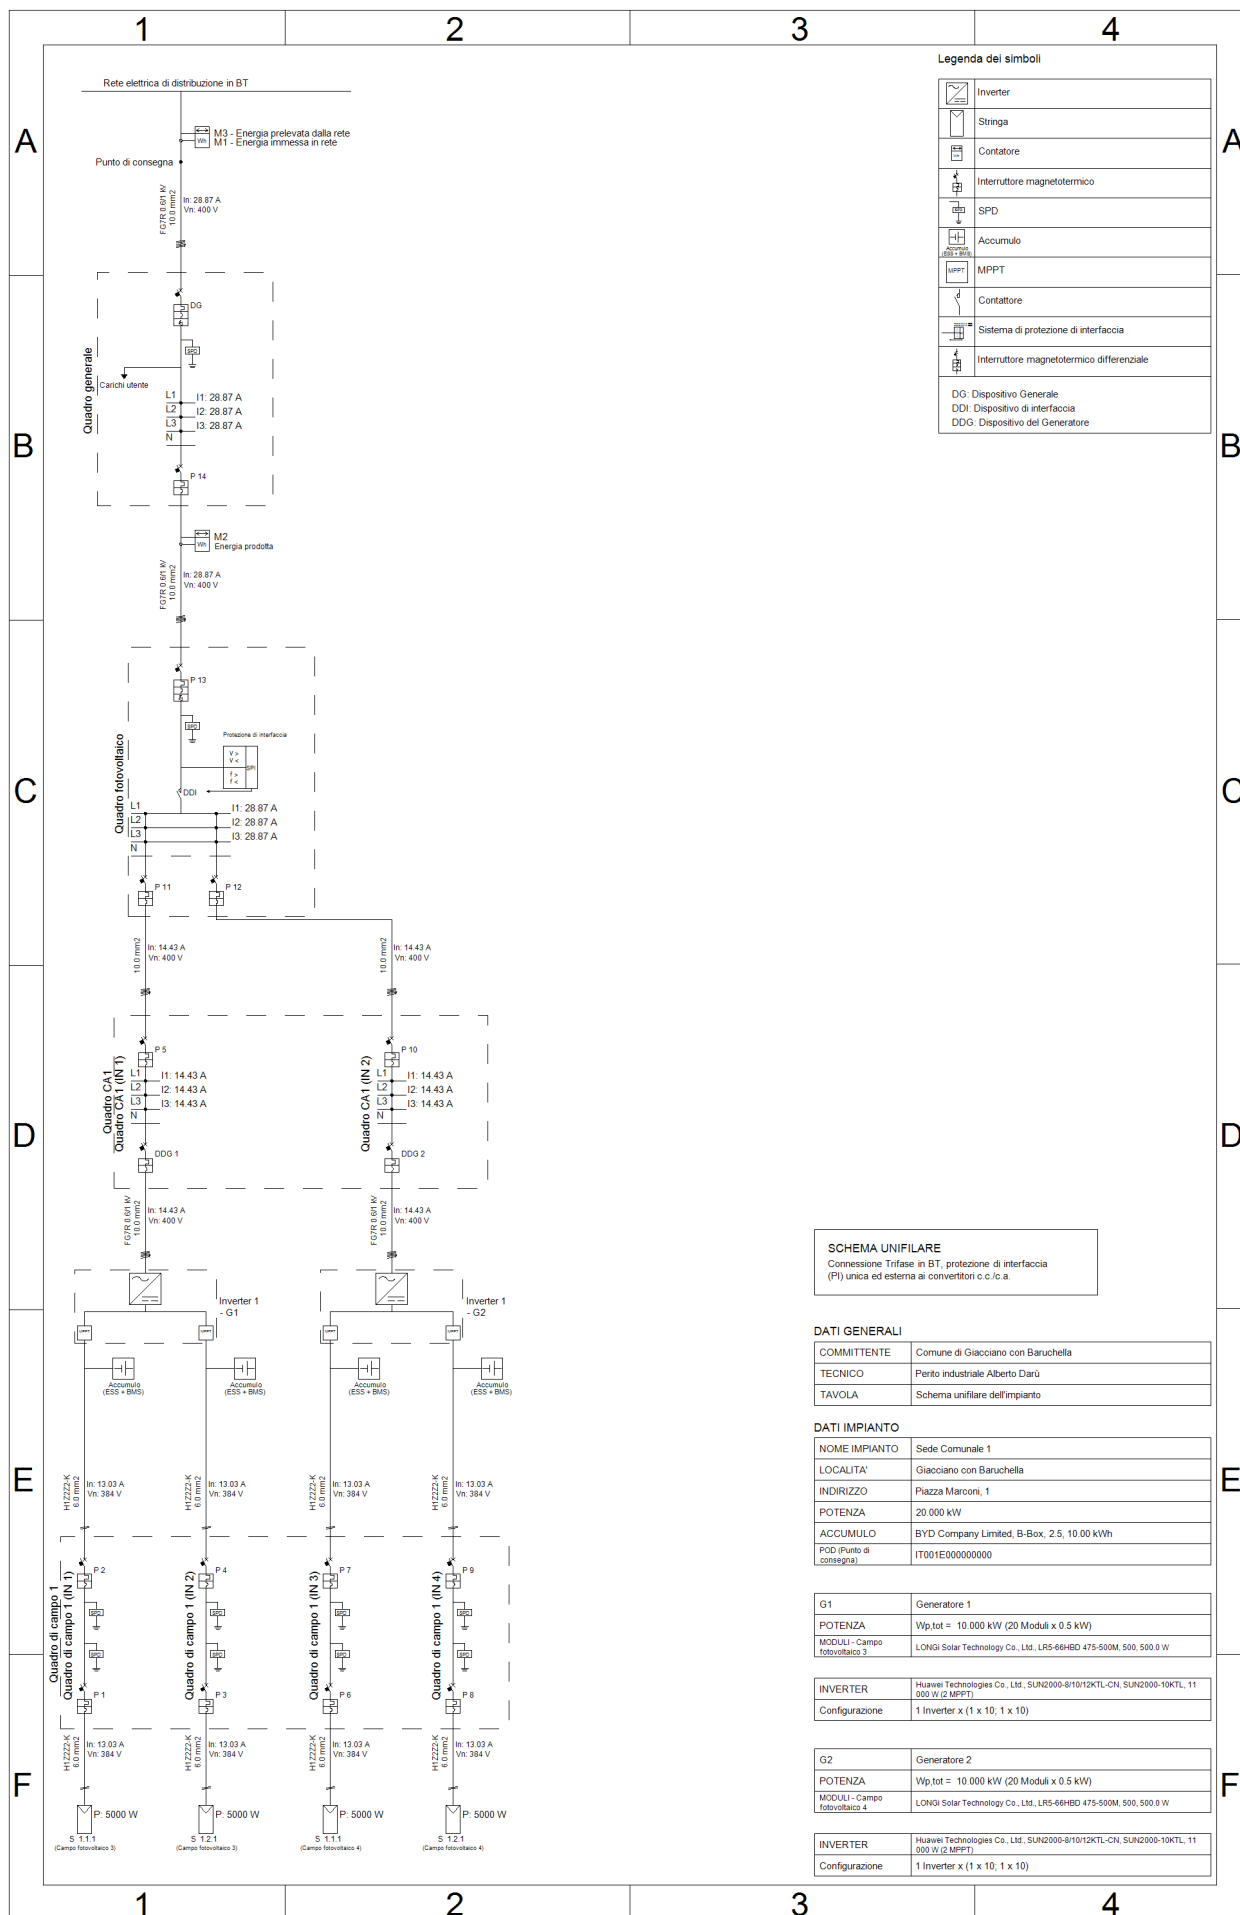 1
2
3
4
A
B
C
D
E
F
A
B
C
D
E
F
Rete elettrica di distribuzione in BT
M3 - Energia prelevata dalla rete
M1 - Energia immessa in rete
Wh
Punto di consegna
FG7R 0.6/1 kV
10.0 mm2
In: 28.87 A
Vn: 400 V
Quadro generale
DG
SPD
Carichi utente
L1
I1: 28.87 A
L2
I2: 28.87 A
L3
I3: 28.87 A
N
P 14
M2
Wh
Energia prodotta
FG7R 0.6/1 kV
10.0 mm2
In: 28.87 A
Vn: 400 V
Quadro fotovoltaico
P 13
SPD
Protezione di interfaccia
V >
V <
f >
f <
SPI
DDI
L1
I1: 28.87 A
L2
I2: 28.87 A
L3
I3: 28.87 A
N
P 11
P 12
10.0 mm2
In: 14.43 A
Vn: 400 V
10.0 mm2
In: 14.43 A
Vn: 400 V
Quadro CA1
Quadro CA1 (IN 1)
P 5
L1
I1: 14.43 A
L2
I2: 14.43 A
L3
I3: 14.43 A
N
DDG 1
Quadro CA1 (IN 2)
P 10
L1
I1: 14.43 A
L2
I2: 14.43 A
L3
I3: 14.43 A
N
DDG 2
FG7R 0.6/1 kV
10.0 mm2
In: 14.43 A
Vn: 400 V
FG7R 0.6/1 kV
10.0 mm2
In: 14.43 A
Vn: 400 V
Inverter 1
- G1
Inverter 1
- G2
MPPT
MPPT
MPPT
MPPT
Accumulo
(ESS + BMS)
Accumulo
(ESS + BMS)
Accumulo
(ESS + BMS)
Accumulo
(ESS + BMS)
H1Z2Z2-K
6.0 mm2
In: 13.03 A
Vn: 384 V
H1Z2Z2-K
6.0 mm2
In: 13.03 A
Vn: 384 V
H1Z2Z2-K
6.0 mm2
In: 13.03 A
Vn: 384 V
H1Z2Z2-K
6.0 mm2
In: 13.03 A
Vn: 384 V
Quadro di campo 1
Quadro di campo 1 (IN 1)
P 2
SPD
SPD
P 1
Quadro di campo 1 (IN 2)
P 4
SPD
SPD
P 3
Quadro di campo 1 (IN 3)
P 7
SPD
SPD
P 6
Quadro di campo 1 (IN 4)
P 9
SPD
SPD
P 8
H1Z2Z2-K
6.0 mm2
In: 13.03 A
Vn: 384 V
H1Z2Z2-K
6.0 mm2
In: 13.03 A
Vn: 384 V
H1Z2Z2-K
6.0 mm2
In: 13.03 A
Vn: 384 V
H1Z2Z2-K
6.0 mm2
In: 13.03 A
Vn: 384 V
P: 5000 W
S 1.1.1
(Campo fotovoltaico 3)
P: 5000 W
S 1.2.1
(Campo fotovoltaico 3)
P: 5000 W
S 1.1.1
(Campo fotovoltaico 4)
P: 5000 W
S 1.2.1
(Campo fotovoltaico 4)
Legenda dei simboli
Inverter
Stringa
Wh
Contatore
Interruttore magnetotermico
SPD
SPD
Accumulo
(ESS + BMS)
Accumulo
MPPT
MPPT
Contattore
Sistema di protezione di interfaccia
Interruttore magnetotermico differenziale
DG: Dispositivo Generale
DDI: Dispositivo di interfaccia
DDG: Dispositivo del Generatore
SCHEMA UNIFILARE
Connessione Trifase in BT, protezione di interfaccia
(PI) unica ed esterna ai convertitori c.c./c.a.
DATI GENERALI
COMMITTENTE Comune di Giacciano con Baruchella
TECNICO Perito industriale Alberto Darù
TAVOLA Schema unifilare dell'impianto
DATI IMPIANTO
NOME IMPIANTO Sede Comunale 1
LOCALITA' Giacciano con Baruchella
INDIRIZZO Piazza Marconi, 1
POTENZA 20.000 kW
ACCUMULO BYD Company Limited, B-Box, 2.5, 10.00 kWh
POD (Punto di
consegna) IT001E000000000
G1 Generatore 1
POTENZA Wp,tot = 10.000 kW (20 Moduli x 0.5 kW)
MODULI - Campo
fotovoltaico 3 LONGi Solar Technology Co., Ltd., LR5-66HBD 475-500M, 500, 500.0 W
INVERTER Huawei Technologies Co., Ltd., SUN2000-8/10/12KTL-CN, SUN2000-10KTL, 11
000 W (2 MPPT)
Configurazione 1 Inverter x (1 x 10; 1 x 10)
G2 Generatore 2
POTENZA Wp,tot = 10.000 kW (20 Moduli x 0.5 kW)
MODULI - Campo
fotovoltaico 4 LONGi Solar Technology Co., Ltd., LR5-66HBD 475-500M, 500, 500.0 W
INVERTER Huawei Technologies Co., Ltd., SUN2000-8/10/12KTL-CN, SUN2000-10KTL, 11
000 W (2 MPPT)
Configurazione 1 Inverter x (1 x 10; 1 x 10)
1
2
3
4